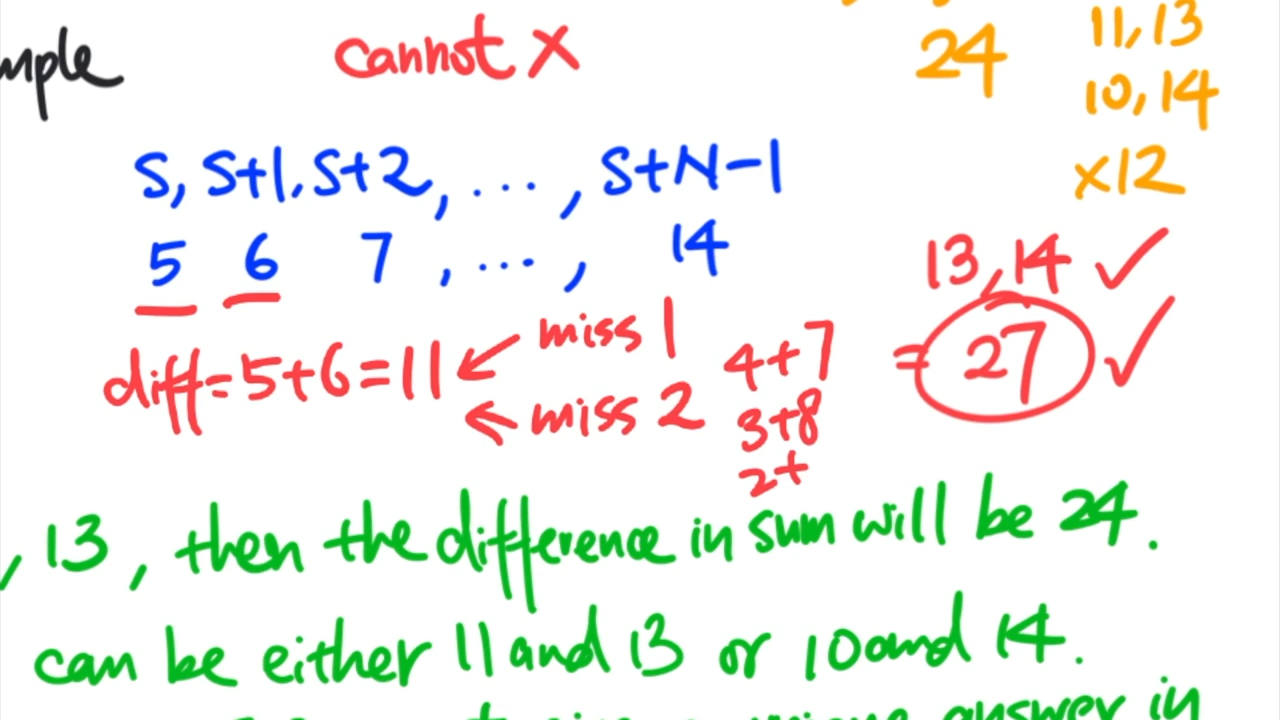 cannot X
24
11, 13
10, 14
x12
S, S+1, S+2, ..., S+N-1
5 6 7, ..., 14
13, 14 ✓
diff = 5+6 = 11 ← miss 1
← miss 2
4+7
3+8
2+
= 27 ✓
, 13, then the difference in sum will be 24.
can be either 11 and 13 or 10 and 14.
answer in